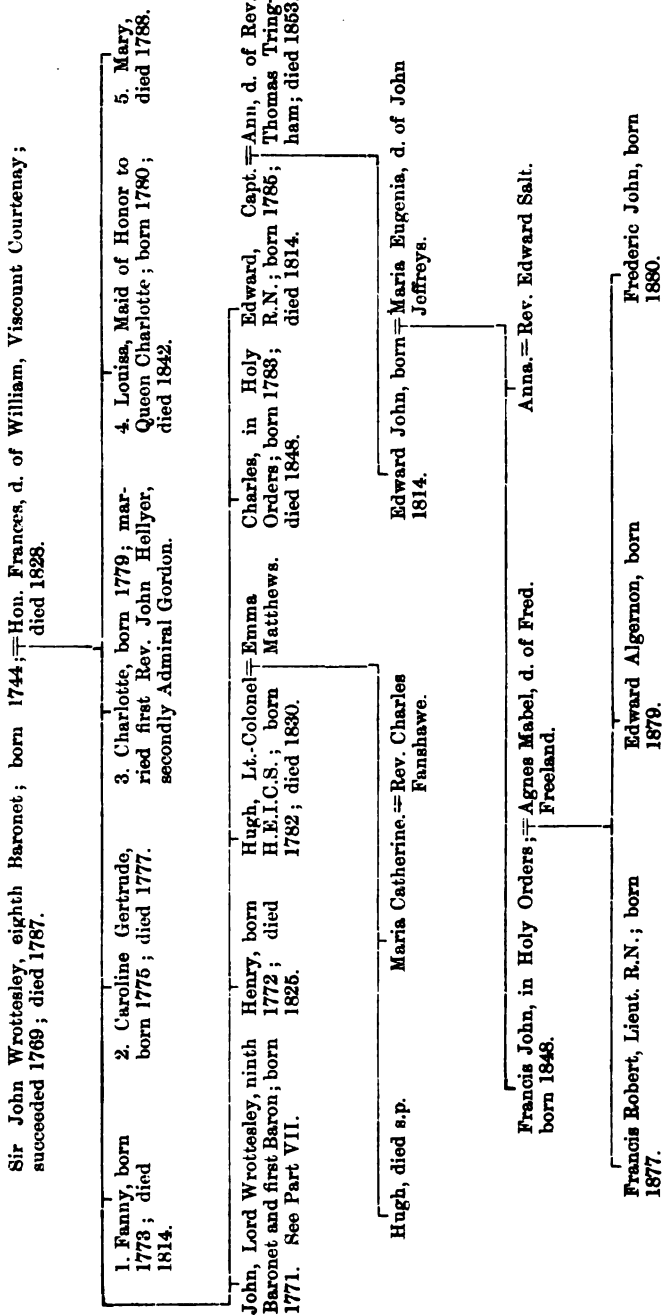 Sir John Wrottesley, eighth Baronet; born 1744; = Hon. Frances, d. of William, Viscount Courtenay;
succeeded 1769; died 1787.
died 1828.
1. Fanny, born
1773; died
1814.
2. Caroline Gertrude,
born 1775; died 1777.
3. Charlotte, born 1779; mar-
ried first Rev. John Hellyer,
secondly Admiral Gordon.
4. Louisa, Maid of Honor to
Queen Charlotte; born 1780;
died 1842.
5. Mary,
died 1788.
John, Lord Wrottesley, ninth
Baronet and first Baron; born
1771. See Part VII.
Henry, born
1772; died
1825.
Hugh, Lt.-Colonel = Emma
H.E.I.C.S.; born
1782; died 1830.
Matthews.
Charles, in Holy
Orders; born 1783;
died 1848.
Edward, Capt. = Ann, d. of Rev.
R.N.; born 1785;
died 1814.
Thomas Tring-
ham; died 1853.
Hugh, died s.p.
Maria Catherine. = Rev. Charles
Fanshawe.
Edward John, born = Maria Eugenia, d. of John
1814.
Jeffreys.
Francis John, in Holy Orders; = Agnes Mabel, d. of Fred.
born 1848.
Freeland.
Anna. = Rev. Edward Salt.
Francis Robert, Lieut. R.N.; born
1877.
Edward Algernon, born
1879.
Frederic John, born
1880.